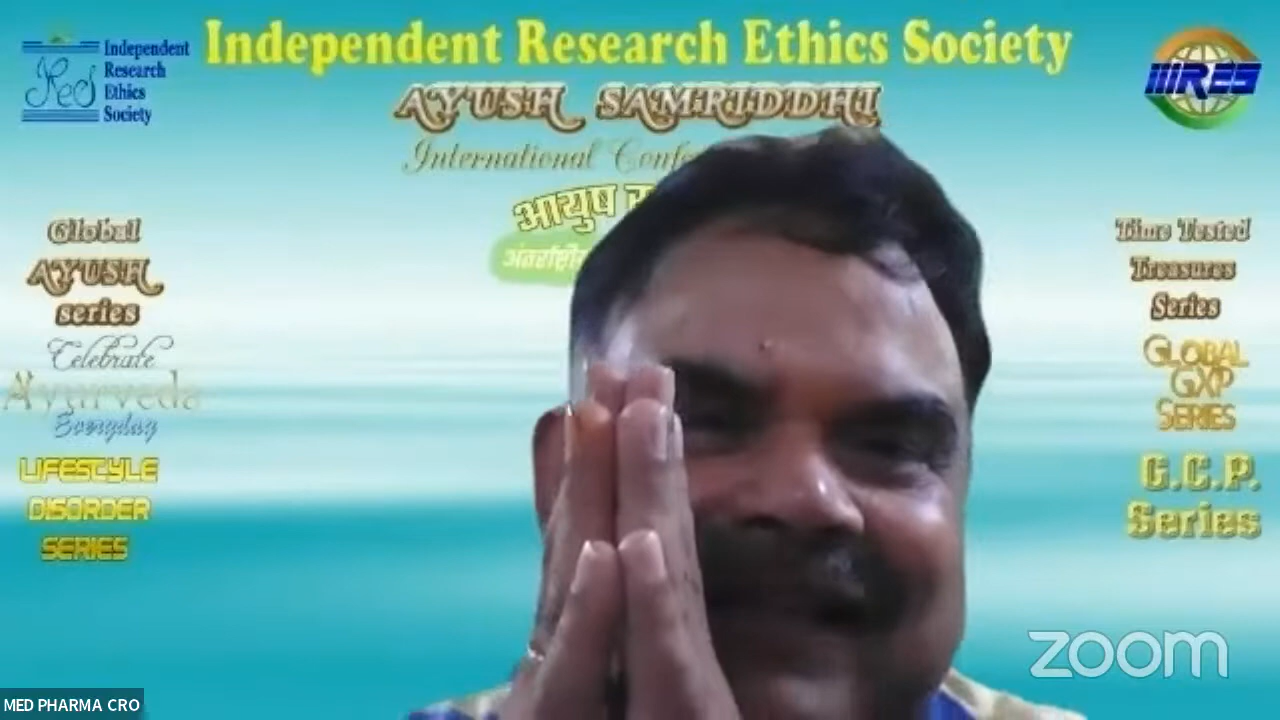 Independent Research Ethics Society
Independent
Research
Ethics
Society
IRES
AYUSH SAMRIDDHI
International
आयुष
Global
AYUSH
series
Celebrate
Ayurveda
Everyday
LIFESTYLE
DISORDER
SERIES
Time Tested
Treasures
Series
GLOBAL
GXP
SERIES
G.C.P.
Series
zoom
MED PHARMA CRO